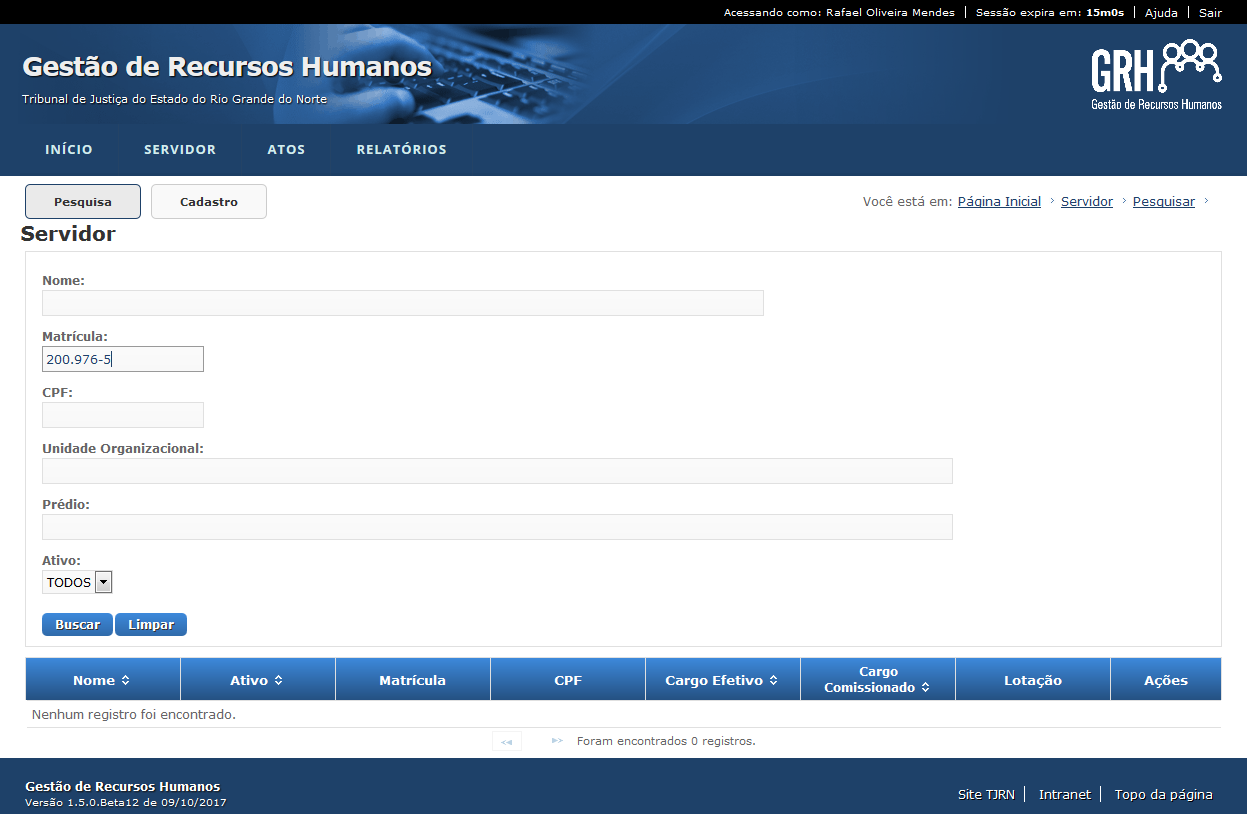 Acessando como: Rafael Oliveira Mendes | Sessão expira em: 15m0s | Ajuda | Sair
Gestão de Recursos Humanos
Tribunal de Justiça do Estado do Rio Grande do Norte
GRH
Gestão de Recursos Humanos
INÍCIO SERVIDOR ATOS RELATÓRIOS
Pesquisa Cadastro Você está em: Página Inicial > Servidor > Pesquisar >
Servidor
Nome:
Matrícula:
200.976-5
CPF:
Unidade Organizacional:
Prédio:
Ativo:
TODOS
Buscar Limpar
Nome Ativo Matrícula CPF Cargo Efetivo Cargo Comissionado Lotação Ações
Nenhum registro foi encontrado.
Foram encontrados 0 registros.
Gestão de Recursos Humanos
Versão 1.5.0.Beta12 de 09/10/2017
Site TJRN | Intranet | Topo da página